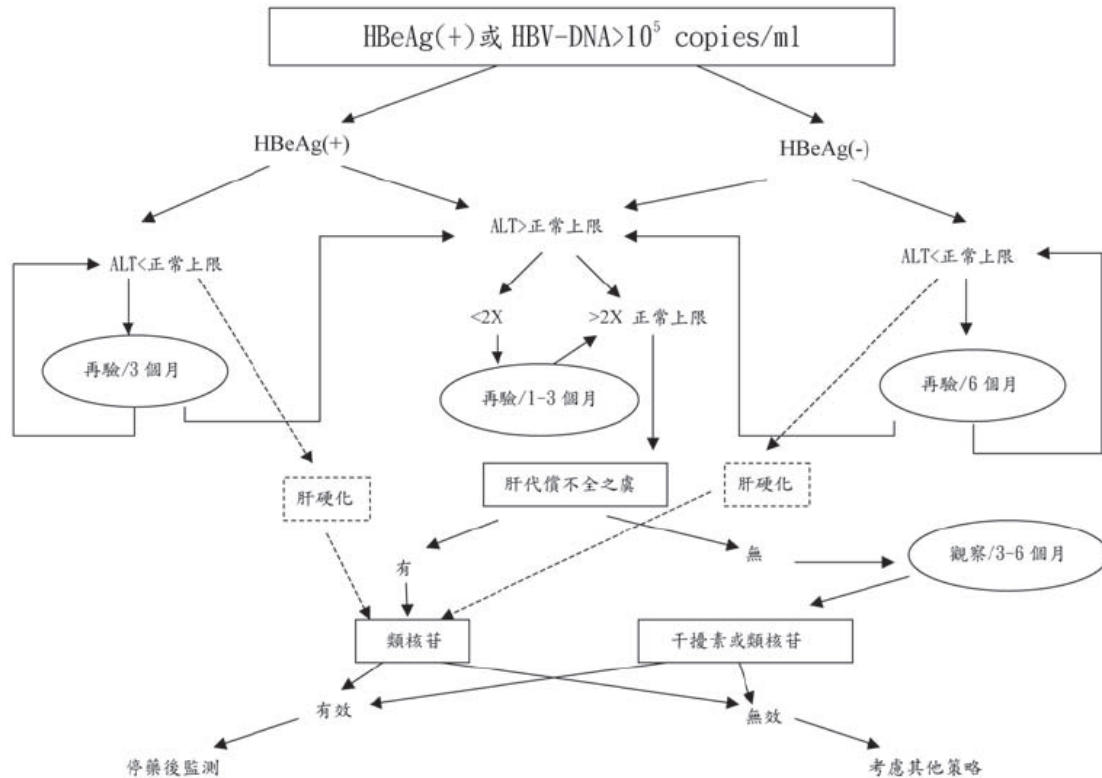 HBeAg(+)或 HBV-DNA>10⁵ copies/ml
HBeAg(+)
HBeAg(-)
ALT>正常上限
ALT<正常上限
ALT<正常上限
<2X
>2X 正常上限
再驗/3 個月
再驗/1-3 個月
再驗/6 個月
肝硬化
肝代償不全之虞
肝硬化
有
無
觀察/3-6 個月
類核苷
干擾素或類核苷
有效
無效
停藥後監測
考慮其他策略